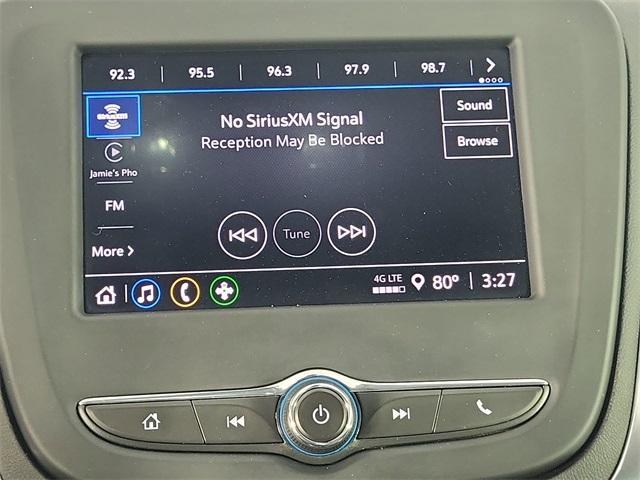 92.3 95.5 96.3 97.9 98.7
SiriusXM
No SiriusXM Signal
Reception May Be Blocked
Sound
Browse
Jamie's Pho
FM
More
Tune
4G LTE
80°
3:27